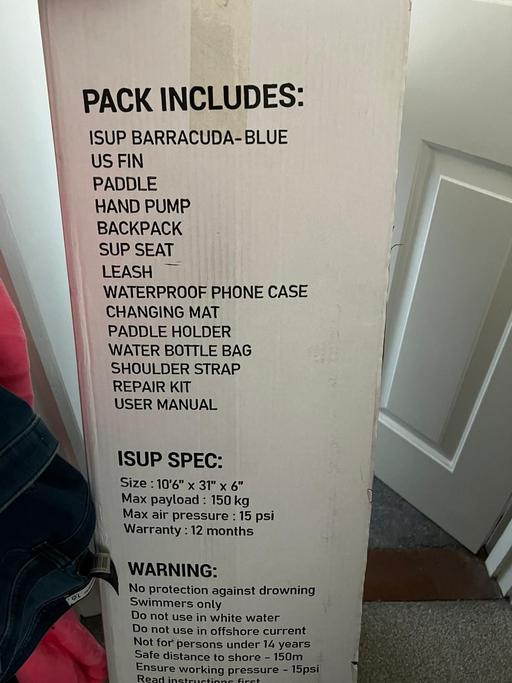 PACK INCLUDES:
ISUP BARRACUDA-BLUE
US FIN
PADDLE
HAND PUMP
BACKPACK
SUP SEAT
LEASH
WATERPROOF PHONE CASE
CHANGING MAT
PADDLE HOLDER
WATER BOTTLE BAG
SHOULDER STRAP
REPAIR KIT
USER MANUAL
ISUP SPEC:
Size : 10'6" x 31" x 6"
Max payload : 150 kg
Max air pressure : 15 psi
Warranty : 12 months
WARNING:
No protection against drowning
Swimmers only
Do not use in white water
Do not use in offshore current
Not for persons under 14 years
Safe distance to shore - 150m
Ensure working pressure - 15psi
Read instructions first